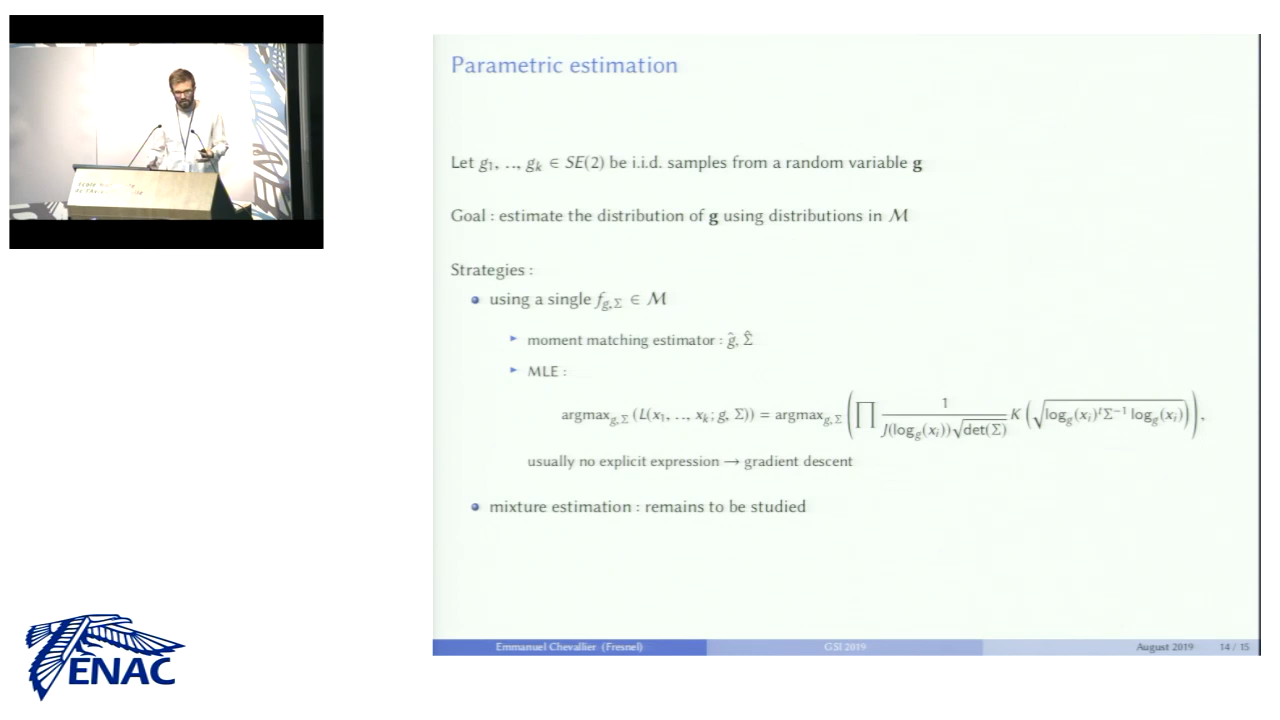 Parametric estimation
Let g₁, .., gₖ ∈ SE(2) be i.i.d. samples from a random variable g
Goal : estimate the distribution of g using distributions in ℳ
Strategies :
• using a single f_{g,Σ} ∈ ℳ
▸ moment matching estimator : ĝ, Σ̂
▸ MLE :
argmax_{g,Σ} (L(x₁, .., xₖ; g, Σ)) = argmax_{g,Σ} ( ∏ 1 / (J(log_g(xᵢ))√det(Σ)) K ( √(log_g(xᵢ)ᵗΣ⁻¹ log_g(xᵢ)) ) ),
usually no explicit expression → gradient descent
• mixture estimation : remains to be studied
Emmanuel Chevallier (Fresnel) GSI 2019 August 2019 14 / 15
ENAC